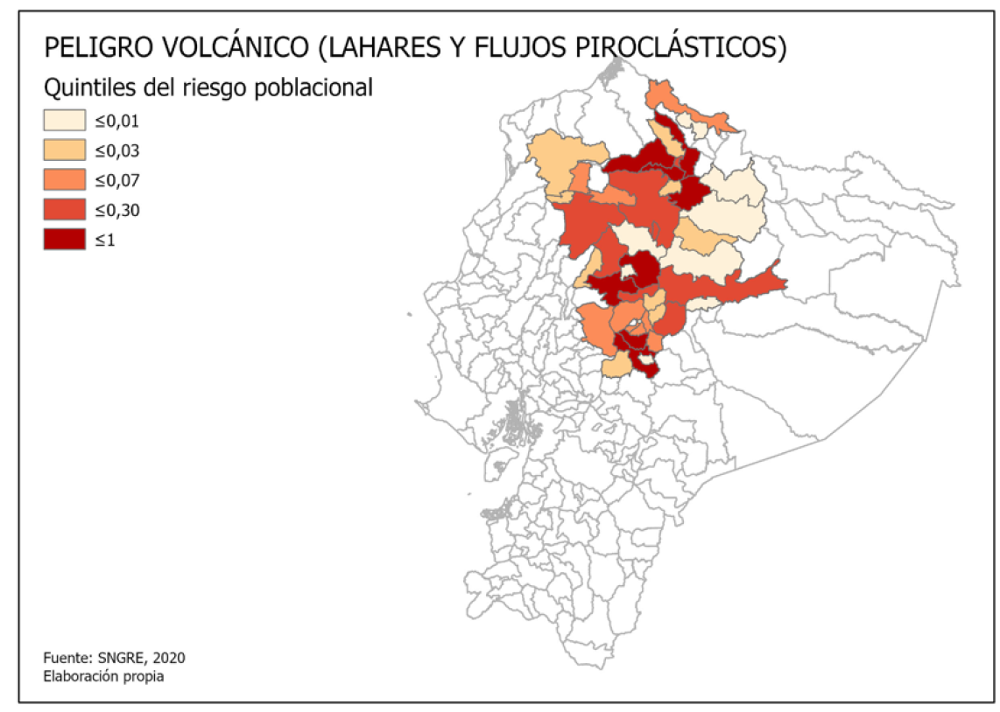 PELIGRO VOLCÁNICO (LAHARES Y FLUJOS PIROCLÁSTICOS)
Quintiles del riesgo poblacional
≤0,01
≤0,03
≤0,07
≤0,30
≤1
Fuente: SNGRE, 2020
Elaboración propia